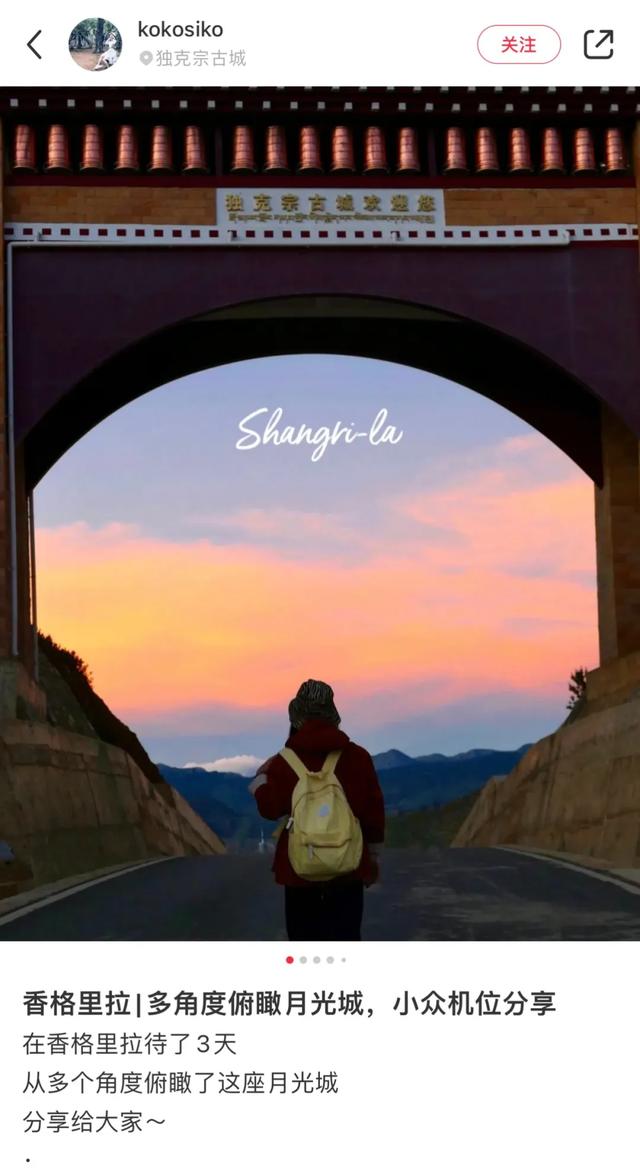 kokosiko
独克宗古城
关注
独克宗古城欢迎您
Shangri-la
香格里拉|多角度俯瞰月光城，小众机位分享
在香格里拉待了3天
从多个角度俯瞰了这座月光城
分享给大家～
.